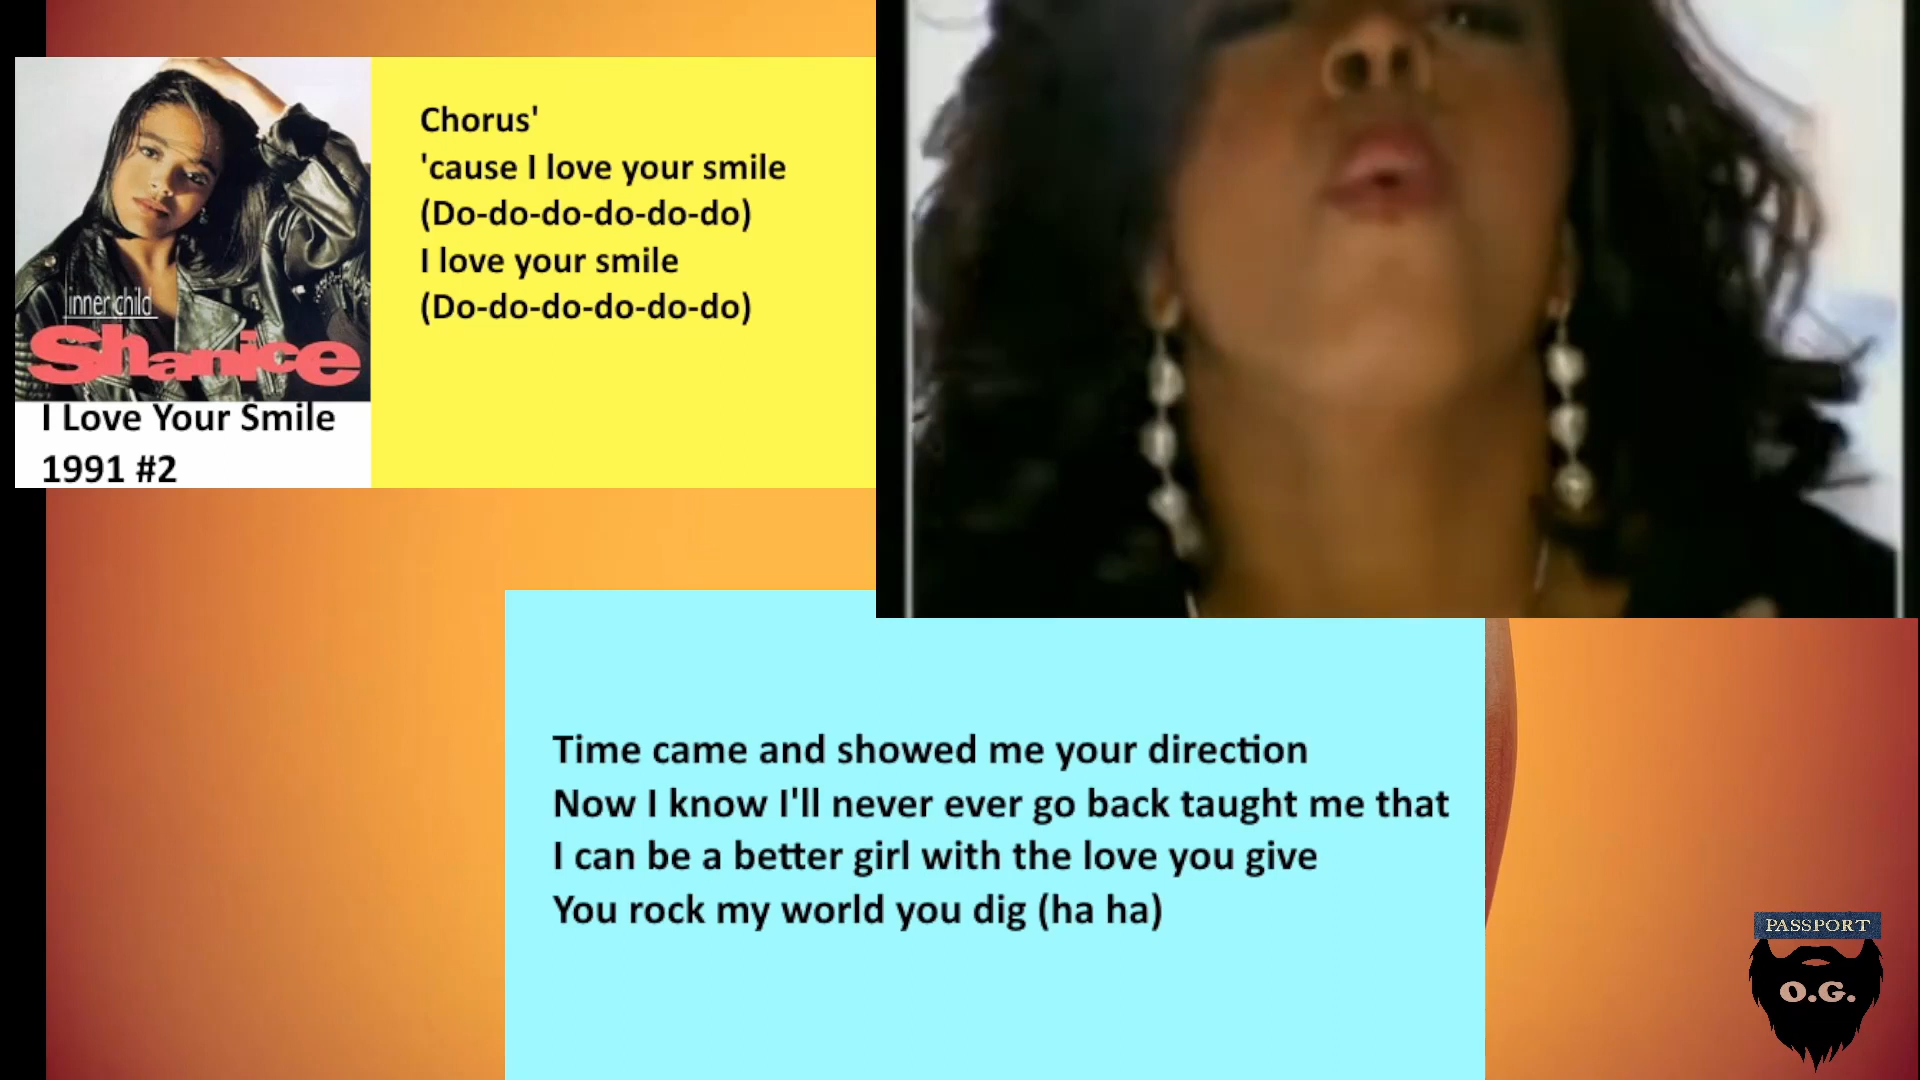 Chorus'
'cause I love your smile
(Do-do-do-do-do-do)
I love your smile
(Do-do-do-do-do-do)
inner child
Shanice
I Love Your Smile
1991 #2
Time came and showed me your direction
Now I know I'll never ever go back taught me that
I can be a better girl with the love you give
You rock my world you dig (ha ha)
PASSPORT
O.G.